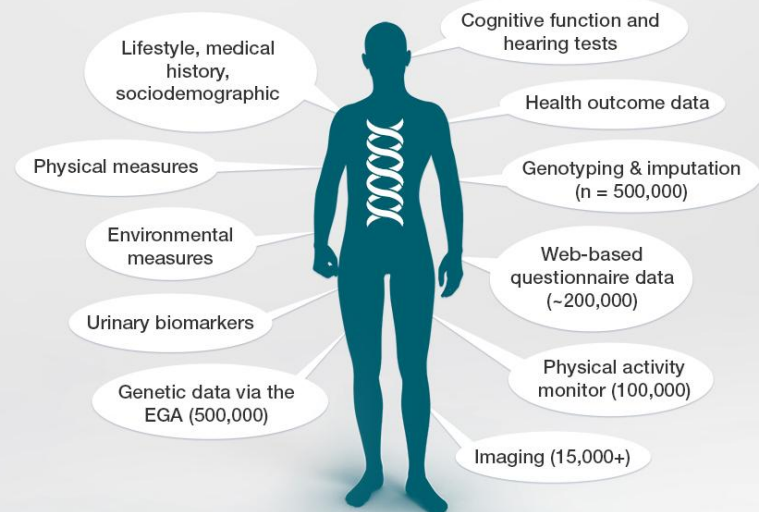 Lifestyle, medical
history,
sociodemographic
Physical measures
Environmental
measures
Urinary biomarkers
Genetic data via the
EGA (500,000)
Cognitive function and
hearing tests
Health outcome data
Genotyping & imputation
(n = 500,000)
Web-based
questionnaire data
(~200,000)
Physical activity
monitor (100,000)
Imaging (15,000+)